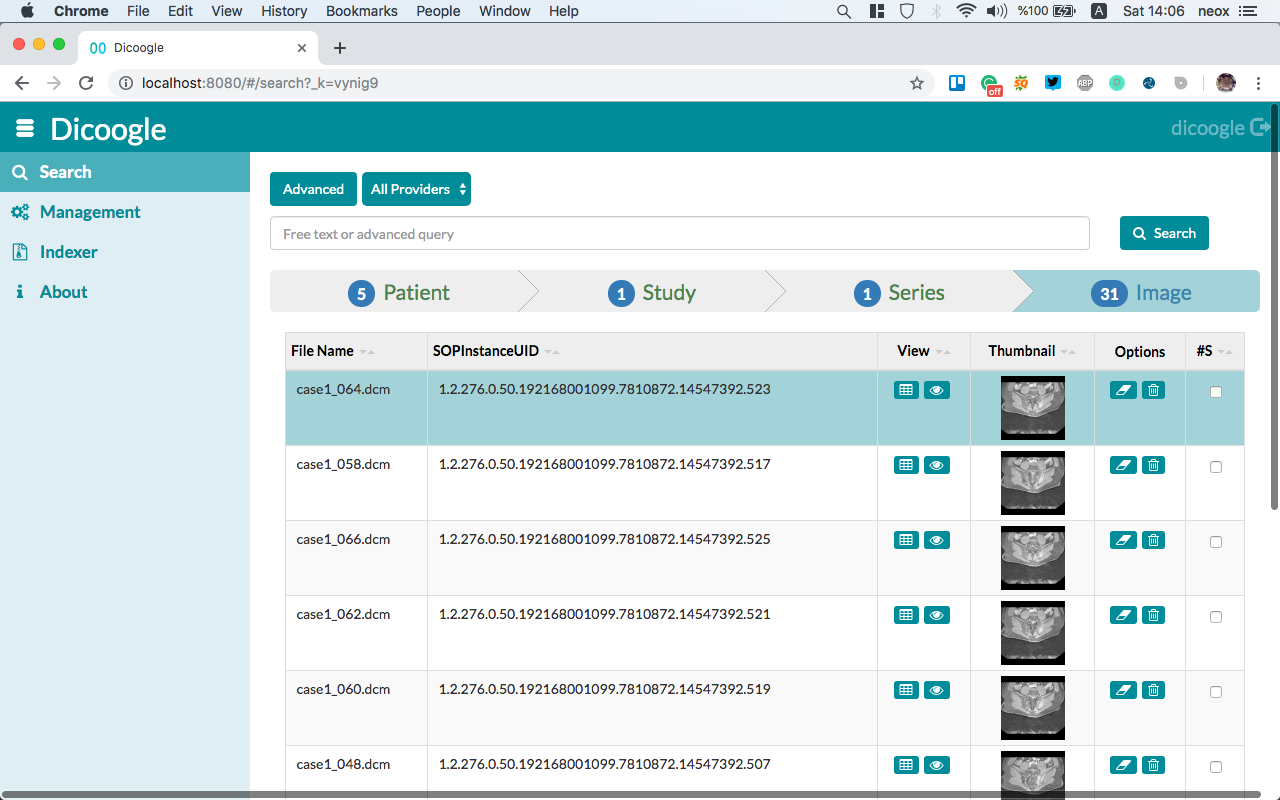 Chrome File Edit View History Bookmarks People Window Help %100 A Sat 14:06 neox
Dicoogle
localhost:8080/#/search?_k=vynig9 off SQ ABP
Dicoogle dicoogle
Search
Management
Indexer
About
Advanced All Providers
Free text or advanced query Search
5 Patient 1 Study 1 Series 31 Image
File Name SOPInstanceUID View Thumbnail Options #S
case1_064.dcm 1.2.276.0.50.192168001099.7810872.14547392.523
case1_058.dcm 1.2.276.0.50.192168001099.7810872.14547392.517
case1_066.dcm 1.2.276.0.50.192168001099.7810872.14547392.525
case1_062.dcm 1.2.276.0.50.192168001099.7810872.14547392.521
case1_060.dcm 1.2.276.0.50.192168001099.7810872.14547392.519
case1_048.dcm 1.2.276.0.50.192168001099.7810872.14547392.507